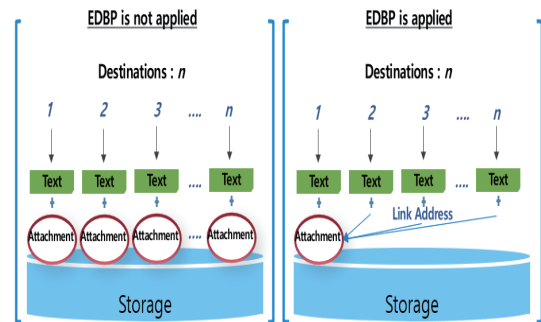 EDBP is not applied
Destinations : n
1 2 3 .... n
Text Text Text .... Text
+ + + +
Attachment Attachment Attachment .... Attachment
Storage
EDBP is applied
Destinations : n
1 2 3 .... n
Text Text Text .... Text
+ + + +
Link Address
Attachment
Storage